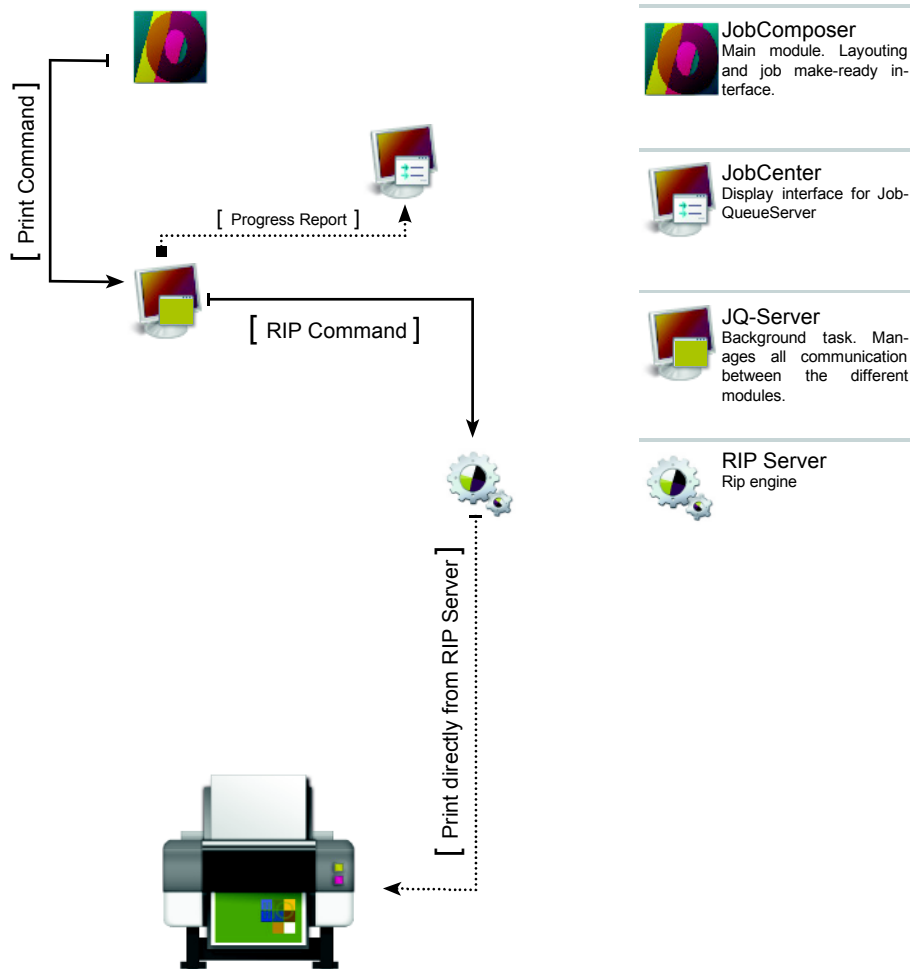 [ Print Command ]
[ Progress Report ]
[ RIP Command ]
[ Print directly from RIP Server ]
JobComposer
Main module. Layouting
and job make-ready in-
terface.
JobCenter
Display interface for Job-
QueueServer
JQ-Server
Background task. Man-
ages all communication
between the different
modules.
RIP Server
Rip engine